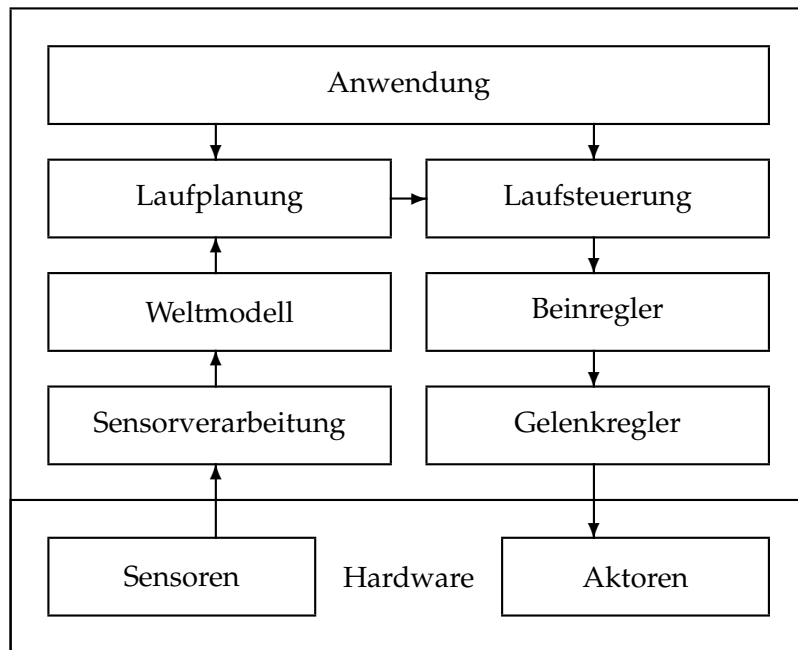 Anwendung
Laufplanung
Laufsteuerung
Weltmodell
Beinregler
Sensorverarbeitung
Gelenkregler
Sensoren
Hardware
Aktoren